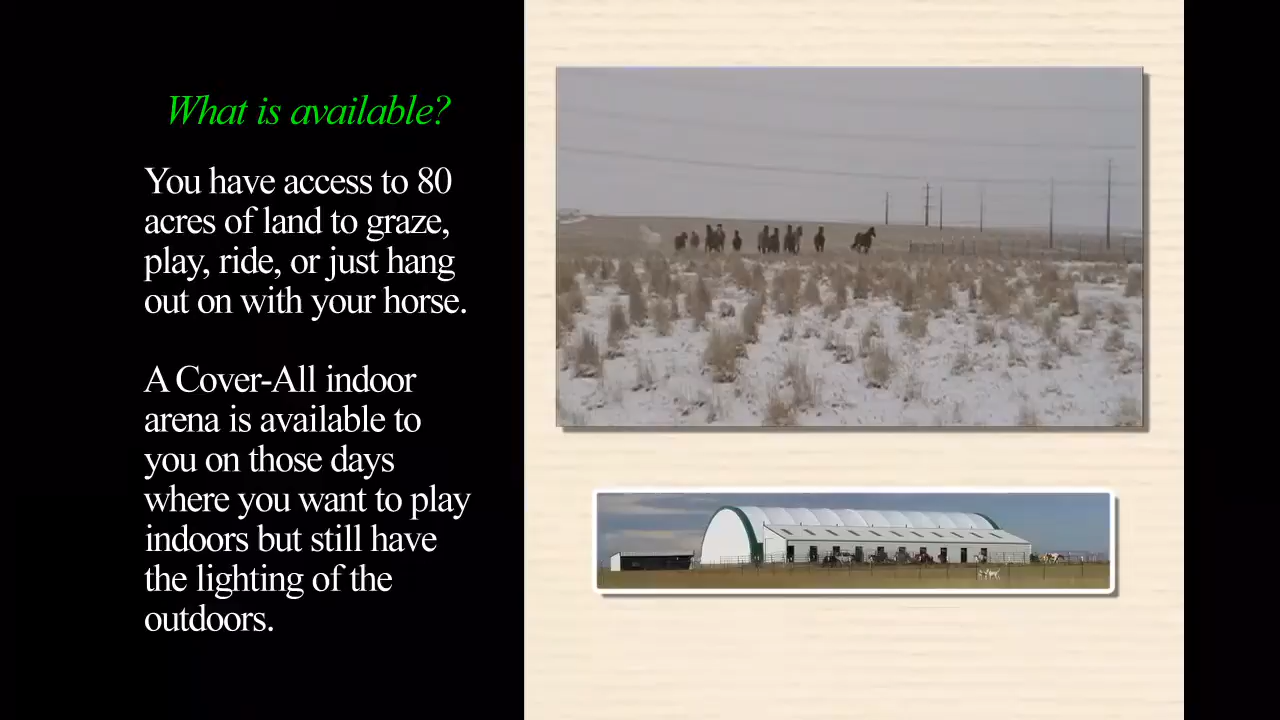 What is available?
You have access to 80
acres of land to graze,
play, ride, or just hang
out on with your horse.
A Cover-All indoor
arena is available to
you on those days
where you want to play
indoors but still have
the lighting of the
outdoors.